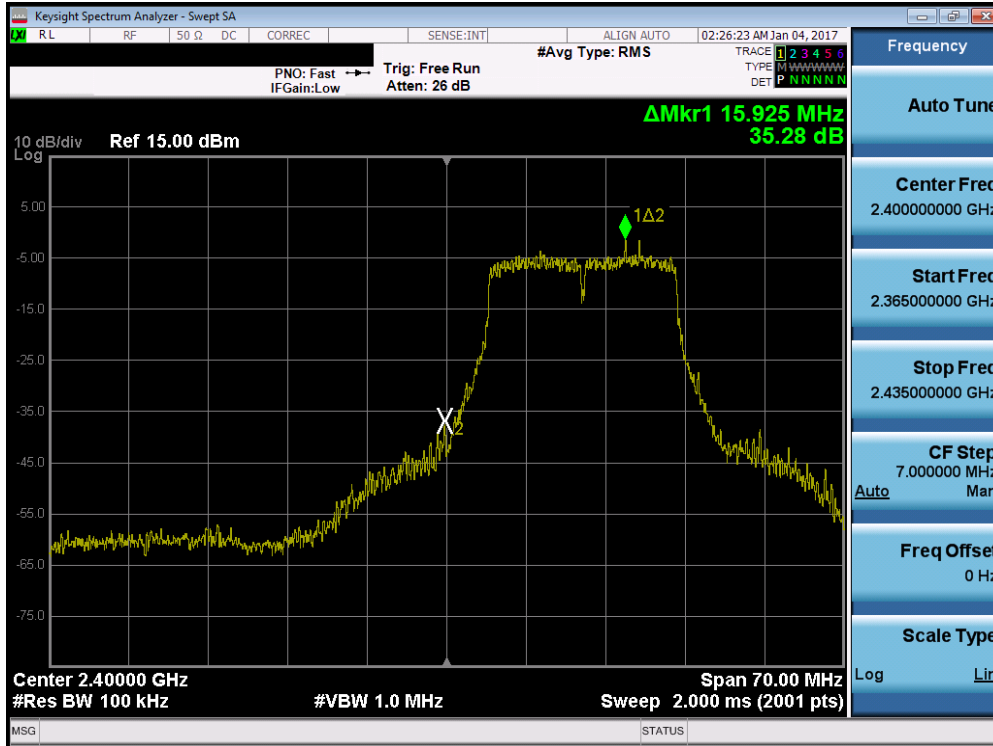 Keysight Spectrum Analyzer - Swept SA
LXI RL RF 50 Ω DC CORREC SENSE:INT ALIGN AUTO 02:26:23 AM Jan 04, 2017
#Avg Type: RMS
TRACE 1 2 3 4 5 6
TYPE M W W W W W
DET P N N N N N
PNO: Fast Trig: Free Run
IFGain:Low Atten: 26 dB
ΔMkr1 15.925 MHz
35.28 dB
10 dB/div Ref 15.00 dBm
Log
5.00
-5.00
-15.0
-25.0
-35.0
-45.0
-55.0
-65.0
-75.0
1Δ2
X2
Center 2.40000 GHz Span 70.00 MHz
#Res BW 100 kHz #VBW 1.0 MHz Sweep 2.000 ms (2001 pts)
MSG STATUS
Frequency
Auto Tune
Center Freq
2.400000000 GHz
Start Freq
2.365000000 GHz
Stop Freq
2.435000000 GHz
CF Step
7.000000 MHz
Auto Man
Freq Offset
0 Hz
Scale Type
Log Lin